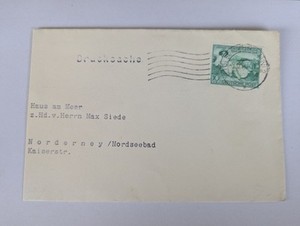 Drucksache
Haus am Meer
z.Hd.v.Herrn Max Siede
Norderney/Nordseebad
Kaiserstr.